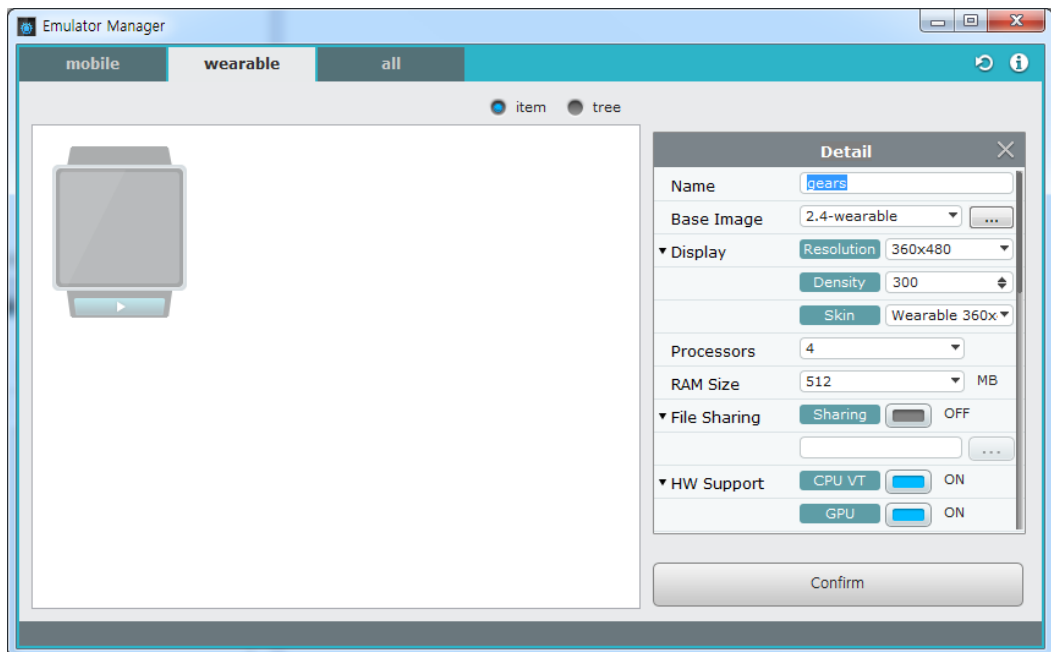 Emulator Manager
mobile wearable all
item tree
Detail
Name gears
Base Image 2.4-wearable ...
Display Resolution 360x480
Density 300
Skin Wearable 360x
Processors 4
RAM Size 512 MB
File Sharing Sharing OFF
...
HW Support CPU VT ON
GPU ON
Confirm